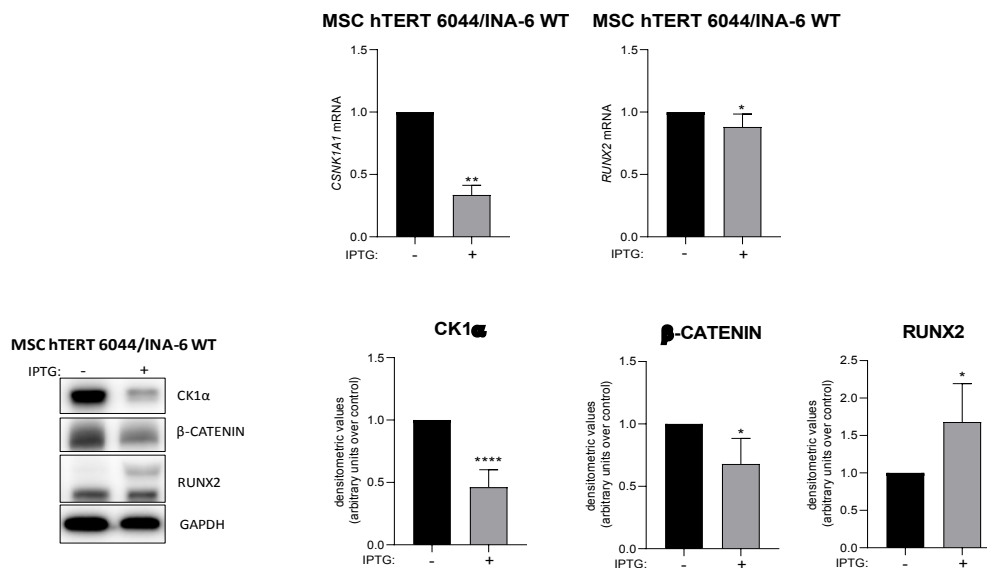 MSC hTERT 6044/INA-6 WT
1.5
1.0
0.5
0.0
CSNK1A1 mRNA
**
IPTG: - +
MSC hTERT 6044/INA-6 WT
1.5
1.0
0.5
0.0
RUNX2 mRNA
*
IPTG: - +
MSC hTERT 6044/INA-6 WT
IPTG: - +
CK1α
β-CATENIN
RUNX2
GAPDH
CK1α
1.5
1.0
0.5
0.0
densitometric values
(arbitrary units over control)
****
IPTG: - +
β-CATENIN
1.5
1.0
0.5
0.0
densitometric values
(arbitrary units over control)
*
IPTG: - +
RUNX2
2.5
2.0
1.5
1.0
0.5
0.0
densitometric values
(arbitrary units over control)
*
IPTG: - +